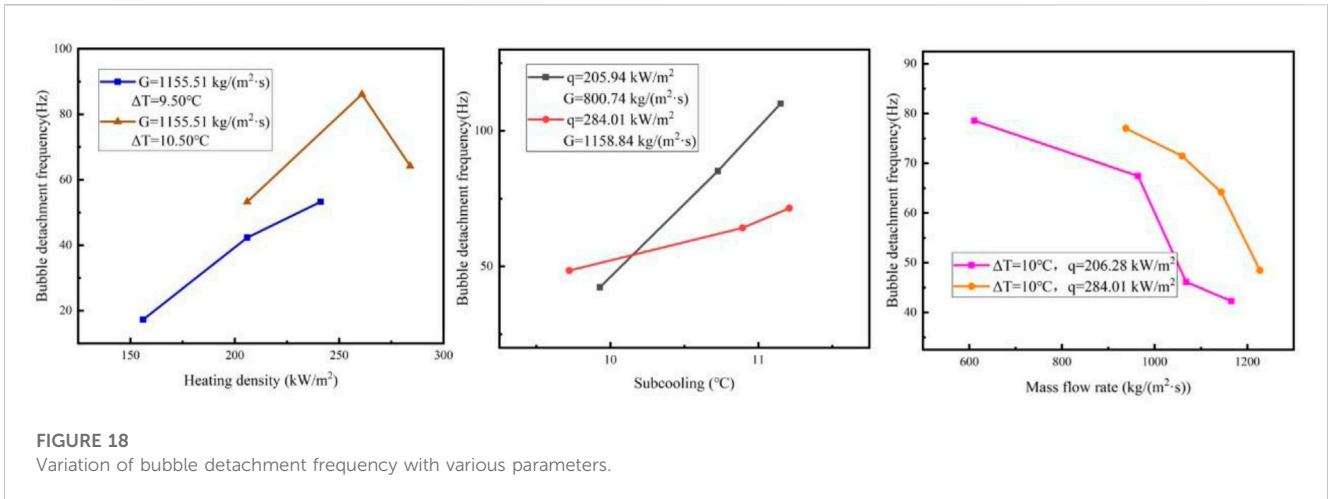 100
80
60
40
20
Bubble detachment frequency(Hz)
G=1155.51 kg/(m²·s)
ΔT=9.50℃
G=1155.51 kg/(m²·s)
ΔT=10.50℃
150 200 250 300
Heating density (kW/m²)
100
50
Bubble detachment frequency(Hz)
q=205.94 kW/m²
G=800.74 kg/(m²·s)
q=284.01 kW/m²
G=1158.84 kg/(m²·s)
10 11
Subcooling (℃)
90
80
70
60
50
40
Bubble detachment frequency(Hz)
ΔT=10℃, q=206.28 kW/m²
ΔT=10℃, q=284.01 kW/m²
600 800 1000 1200
Mass flow rate (kg/(m²·s))
FIGURE 18
Variation of bubble detachment frequency with various parameters.